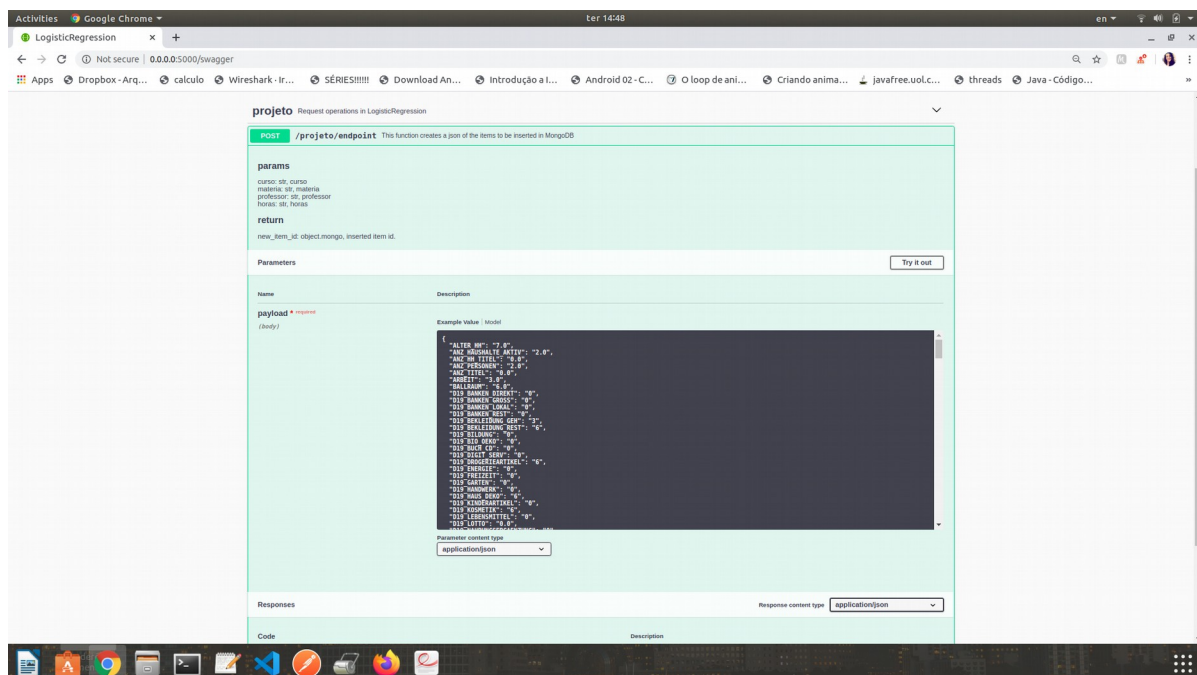 Activities Google Chrome ter 14:48 en
LogisticRegression × +
Not secure | 0.0.0.0:5000/swagger
Apps Dropbox - Arq... calculo Wireshark · Ir... SÉRIES!!!!!! Download An... Introdução a I... Android 02 - C... O loop de ani... Criando anima... javafree.uol.c... threads Java - Código... »
projeto Request operations in LogisticRegression
POST /projeto/endpoint This function creates a json of the items to be inserted in MongoDB
params
curso: str, curso
materia: str, materia
professor: str, professor
horas: str, horas
return
new_item_id: object.mongo, inserted item id.
Parameters Try it out
Name Description
payload * required
(body)
Example Value | Model
{
"ALTER_HH": "7.0",
"ANZ_HAUSHALTE_AKTIV": "2.0",
"ANZ_HH_TITEL": "0.0",
"ANZ_PERSONEN": "2.0",
"ANZ_TITEL": "0.0",
"ARBEIT": "3.0",
"BALLRAUM": "6.0",
"D19_BANKEN_DIREKT": "0",
"D19_BANKEN_GROSS": "0",
"D19_BANKEN_LOKAL": "0",
"D19_BANKEN_REST": "0",
"D19_BEKLEIDUNG_GEH": "3",
"D19_BEKLEIDUNG_REST": "6",
"D19_BILDUNG": "0",
"D19_BIO_OEKO": "0",
"D19_BUCH_CD": "0",
"D19_DIGIT_SERV": "0",
"D19_DROGERIEARTIKEL": "6",
"D19_ENERGIE": "0",
"D19_FREIZEIT": "0",
"D19_GARTEN": "0",
"D19_HANDWERK": "0",
"D19_HAUS_DEKO": "6",
"D19_KINDERARTIKEL": "0",
"D19_KOSMETIK": "6",
"D19_LEBENSMITTEL": "0",
"D19_LOTTO": "0.0",
Parameter content type
application/json
Responses Response content type application/json
Code Description